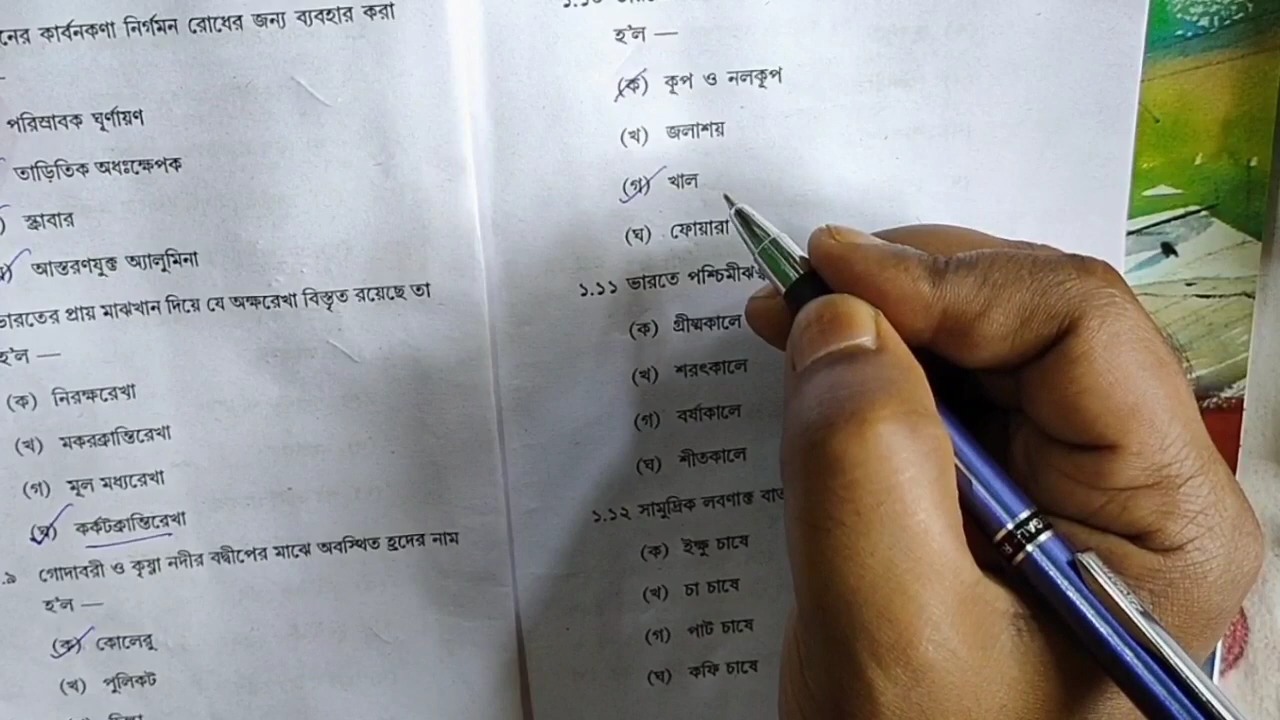 নের কার্বনকণা নির্গমন রোধের জন্য ব্যবহার করা
পরিস্রাবক ঘূর্ণায়ণ
তাড়িতিক অধঃক্ষেপক
স্ক্রাবার
আস্তরণযুক্ত অ্যালুমিনা
ভারতের প্রায় মাঝখান দিয়ে যে অক্ষরেখা বিস্তৃত রয়েছে তা
হ'ল —
(ক) নিরক্ষরেখা
(খ) মকরক্রান্তিরেখা
(গ) মূল মধ্যরেখা
(ঘ) কর্কটক্রান্তিরেখা
.৯ গোদাবরী ও কৃষ্ণা নদীর বদ্বীপের মাঝে অবস্থিত হ্রদের নাম
হ'ল —
(ক) কোলেরু
(খ) পুলিকট
হ'ল —
(ক) কূপ ও নলকূপ
(খ) জলাশয়
(গ) খাল
(ঘ) ফোয়ারা
১.১১ ভারতে পশ্চিমীঝ
(ক) গ্রীষ্মকালে
(খ) শরৎকালে
(গ) বর্ষাকালে
(ঘ) শীতকালে
১.১২ সামুদ্রিক লবণাক্ত
(ক) ইক্ষু চাষে
(খ) চা চাষে
(গ) পাট চাষে
(ঘ) কফি চাষে